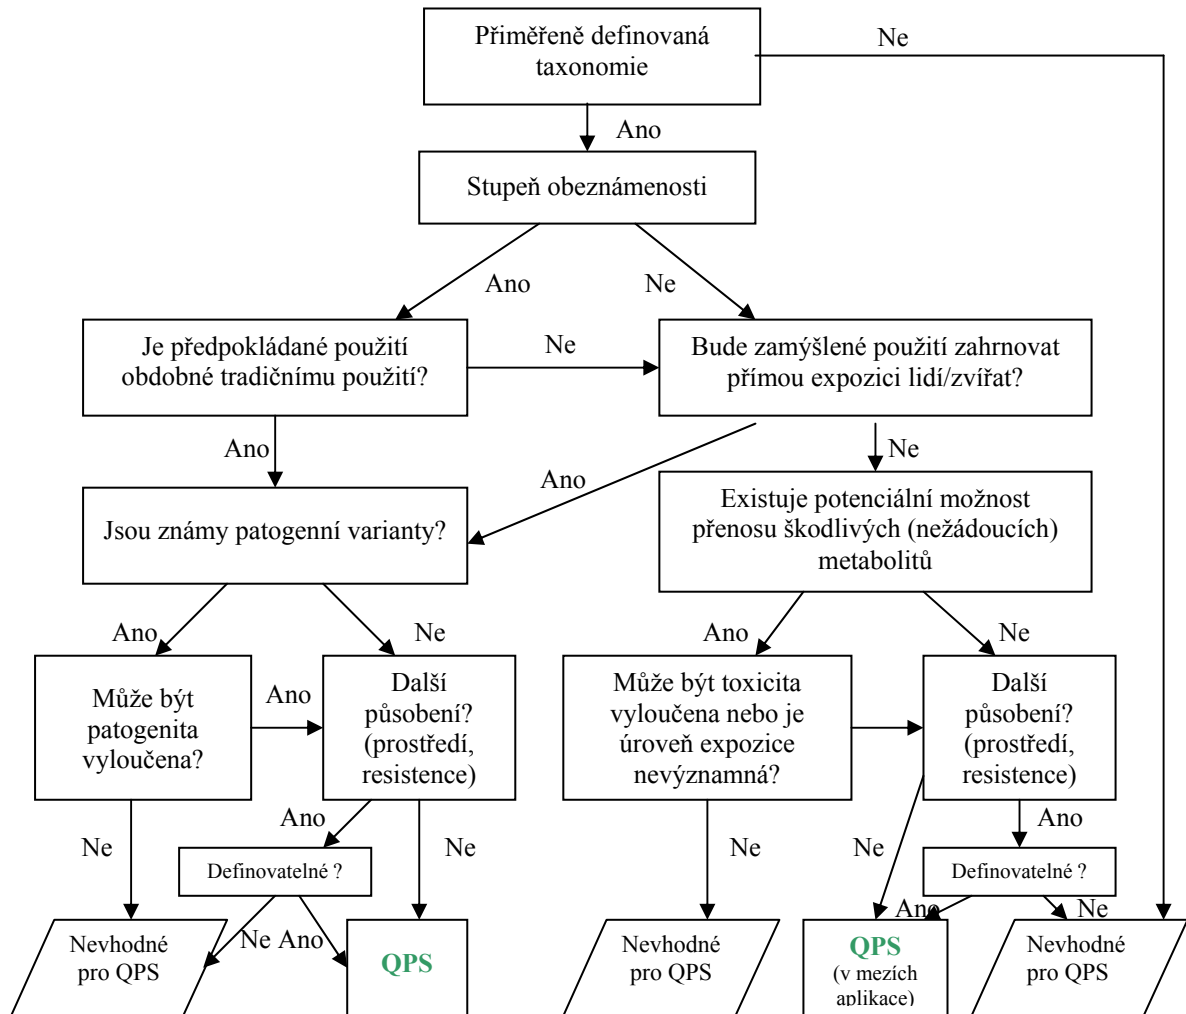 Přiměřeně definovaná
taxonomie
Ne
Ano
Stupeň obeznámenosti
Ano
Ne
Je předpokládané použití
obdobné tradičnímu použití?
Ne
Bude zamýšlené použití zahrnovat
přímou expozici lidí/zvířat?
Ano
Ano
Ne
Jsou známy patogenní varianty?
Existuje potenciální možnost
přenosu škodlivých (nežádoucích)
metabolitů
Ano
Ne
Ano
Ne
Může být
patogenita
vyloučena?
Ano
Další
působení?
(prostředí,
resistence)
Může být toxicita
vyloučena nebo je
úroveň expozice
nevýznamná?
Další
působení?
(prostředí,
resistence)
Ne
Ano
Ne
Ne
Ne
Ano
Definovatelné ?
Definovatelné ?
Ne Ano
Ano
Ne
Nevhodné
pro QPS
QPS
Nevhodné
pro QPS
QPS
(v mezích
aplikace)
Nevhodné
pro QPS